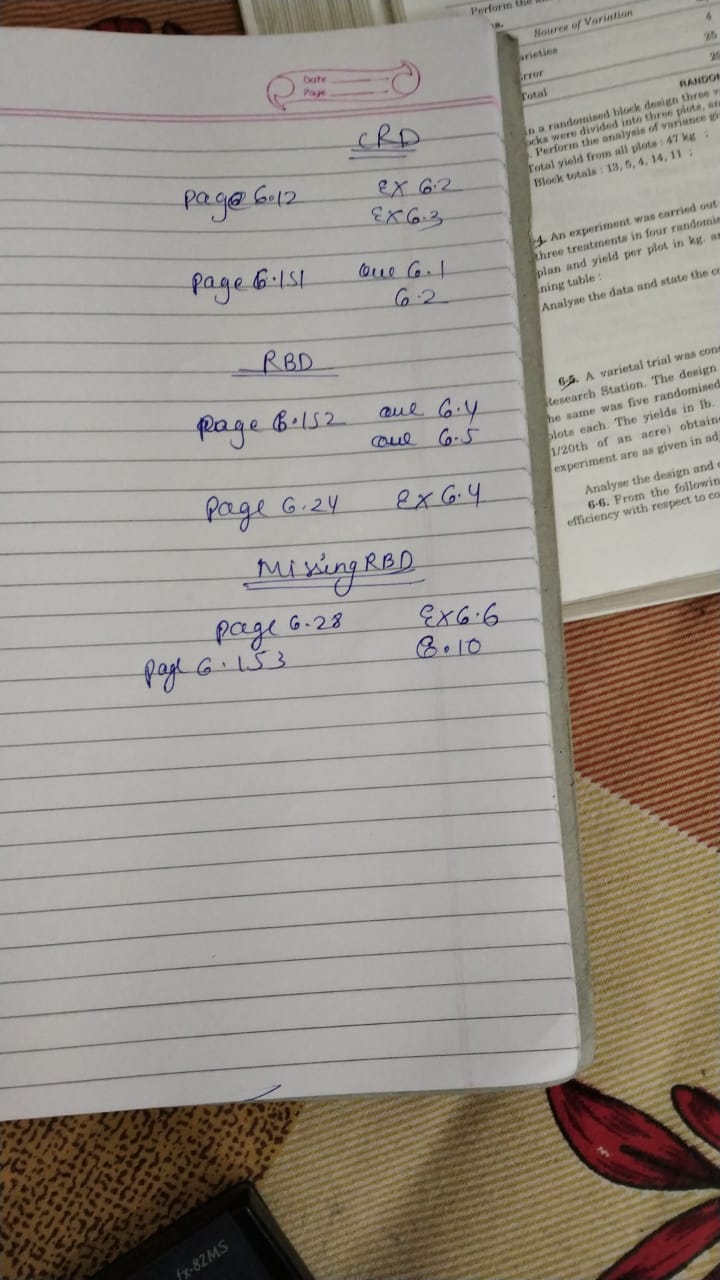 Date
Page
CRD
Page 6.12 EX 6.2
EX 6.3
page 6.151 que 6.1
6.2
RBD
page 6.152 que 6.4
que 6.5
page 6.24 Ex 6.4
Missing RBD
page 6.28 Ex 6.6
page 6.153 6.10
Perform the
Source of Variation
4
arieties
25
rror
Total
RANDO
n a randomised block design three v
cks were divided into three plots, a
. Perform the analysis of variance gi
Total yield from all plots : 47 kg ;
Block totals : 13, 5, 4, 14, 11 ;
4. An experiment was carried out
three treatments in four randomis
plan and yield per plot in kg. a
ning table :
Analyse the data and state the c
6·5. A varietal trial was con
Research Station. The design
he same was five randomised
plots each. The yields in lb.
1/20th of an acre) obtain
experiment are as given in ad
Analyse the design and
6·6. From the followin
efficiency with respect to co
fx-82MS